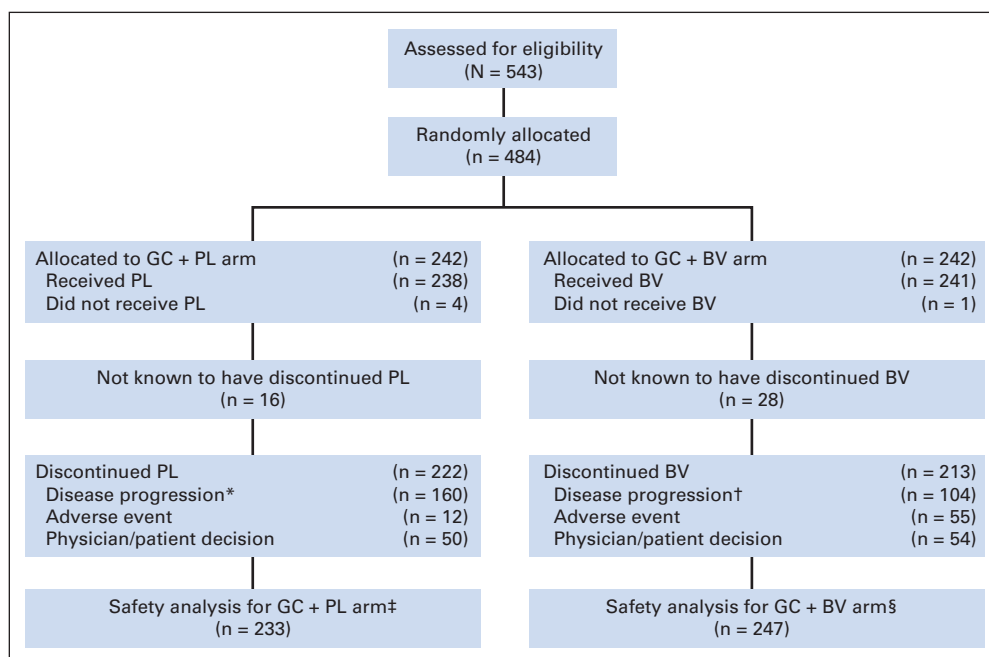 Assessed for eligibility
(N = 543)
Randomly allocated
(n = 484)
Allocated to GC + PL arm (n = 242)
Received PL (n = 238)
Did not receive PL (n = 4)
Allocated to GC + BV arm (n = 242)
Received BV (n = 241)
Did not receive BV (n = 1)
Not known to have discontinued PL
(n = 16)
Not known to have discontinued BV
(n = 28)
Discontinued PL (n = 222)
Disease progression* (n = 160)
Adverse event (n = 12)
Physician/patient decision (n = 50)
Discontinued BV (n = 213)
Disease progression† (n = 104)
Adverse event (n = 55)
Physician/patient decision (n = 54)
Safety analysis for GC + PL arm‡
(n = 233)
Safety analysis for GC + BV arm§
(n = 247)